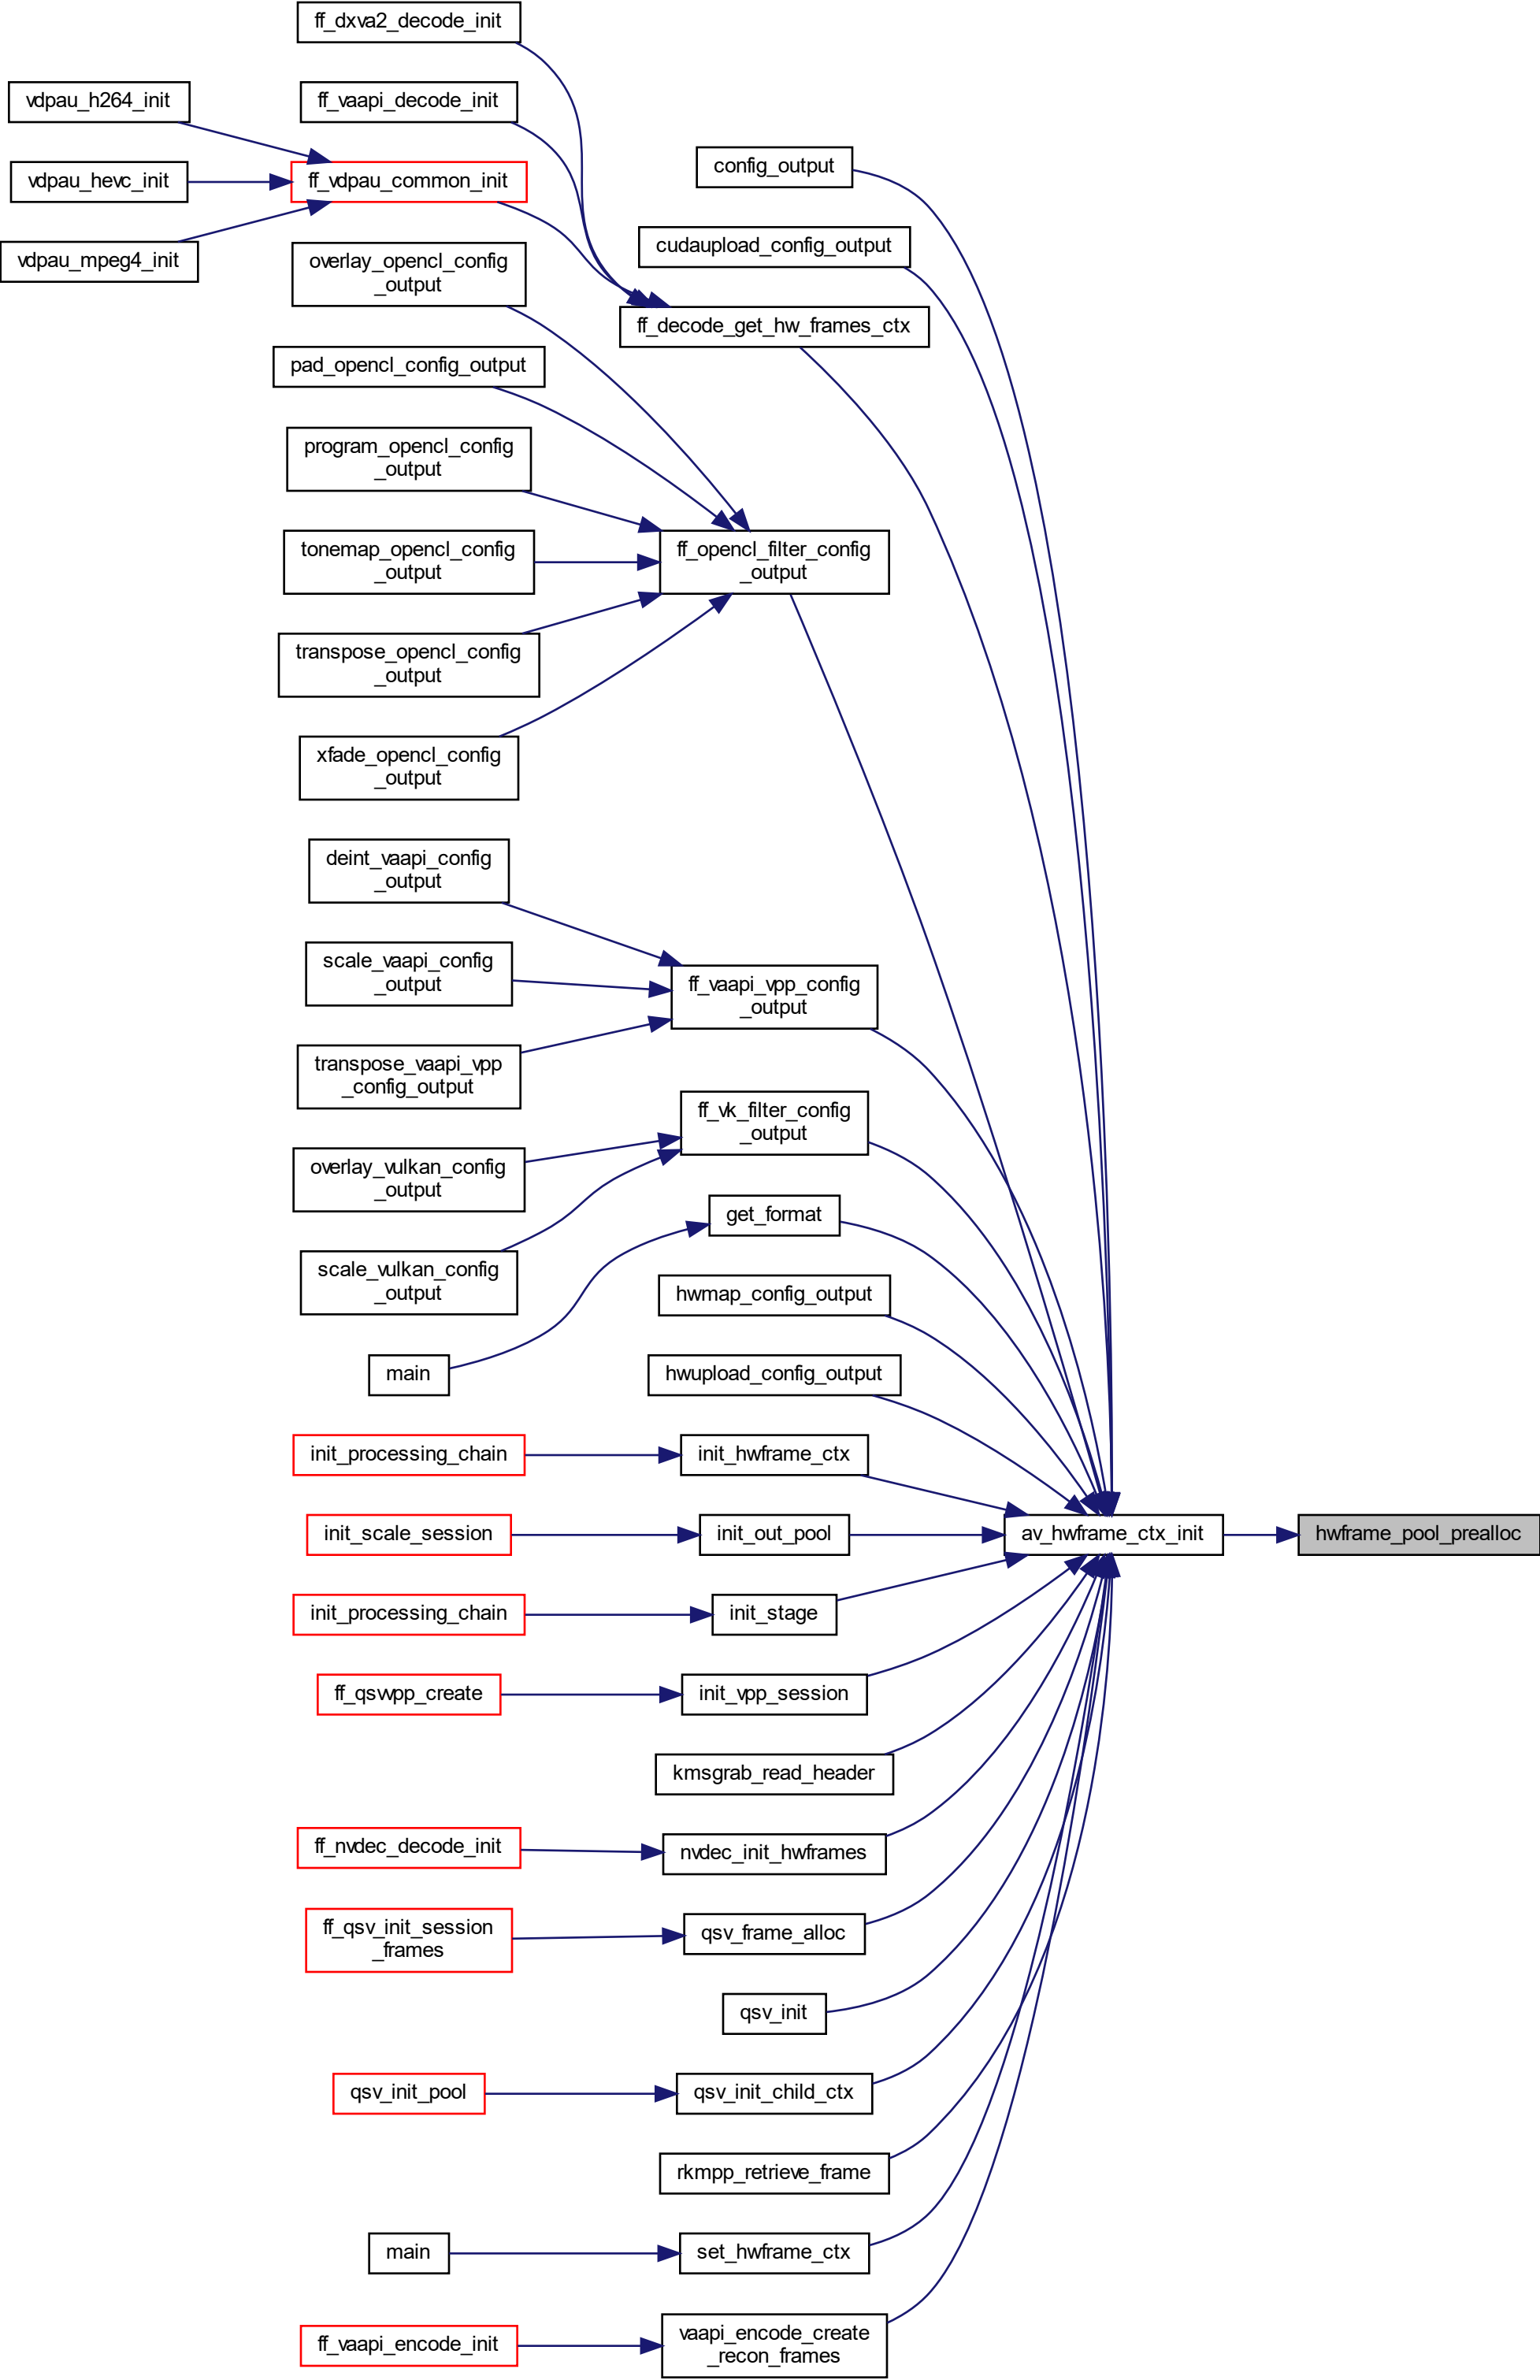 ff_dxva2_decode_init
vdpau_h264_init
ff_vaapi_decode_init
config_output
vdpau_hevc_init
ff_vdpau_common_init
cudaupload_config_output
vdpau_mpeg4_init
overlay_opencl_config
_output
ff_decode_get_hw_frames_ctx
pad_opencl_config_output
program_opencl_config
_output
tonemap_opencl_config
_output
ff_opencl_filter_config
_output
transpose_opencl_config
_output
xfade_opencl_config
_output
deint_vaapi_config
_output
scale_vaapi_config
_output
ff_vaapi_vpp_config
_output
transpose_vaapi_vpp
_config_output
ff_vk_filter_config
_output
overlay_vulkan_config
_output
get_format
scale_vulkan_config
_output
hwmap_config_output
main
hwupload_config_output
init_processing_chain
init_hwframe_ctx
init_scale_session
init_out_pool
av_hwframe_ctx_init
hwframe_pool_prealloc
init_processing_chain
init_stage
ff_qsvvpp_create
init_vpp_session
kmsgrab_read_header
ff_nvdec_decode_init
nvdec_init_hwframes
ff_qsv_init_session
_frames
qsv_frame_alloc
qsv_init
qsv_init_pool
qsv_init_child_ctx
rkmpp_retrieve_frame
main
set_hwframe_ctx
ff_vaapi_encode_init
vaapi_encode_create
_recon_frames